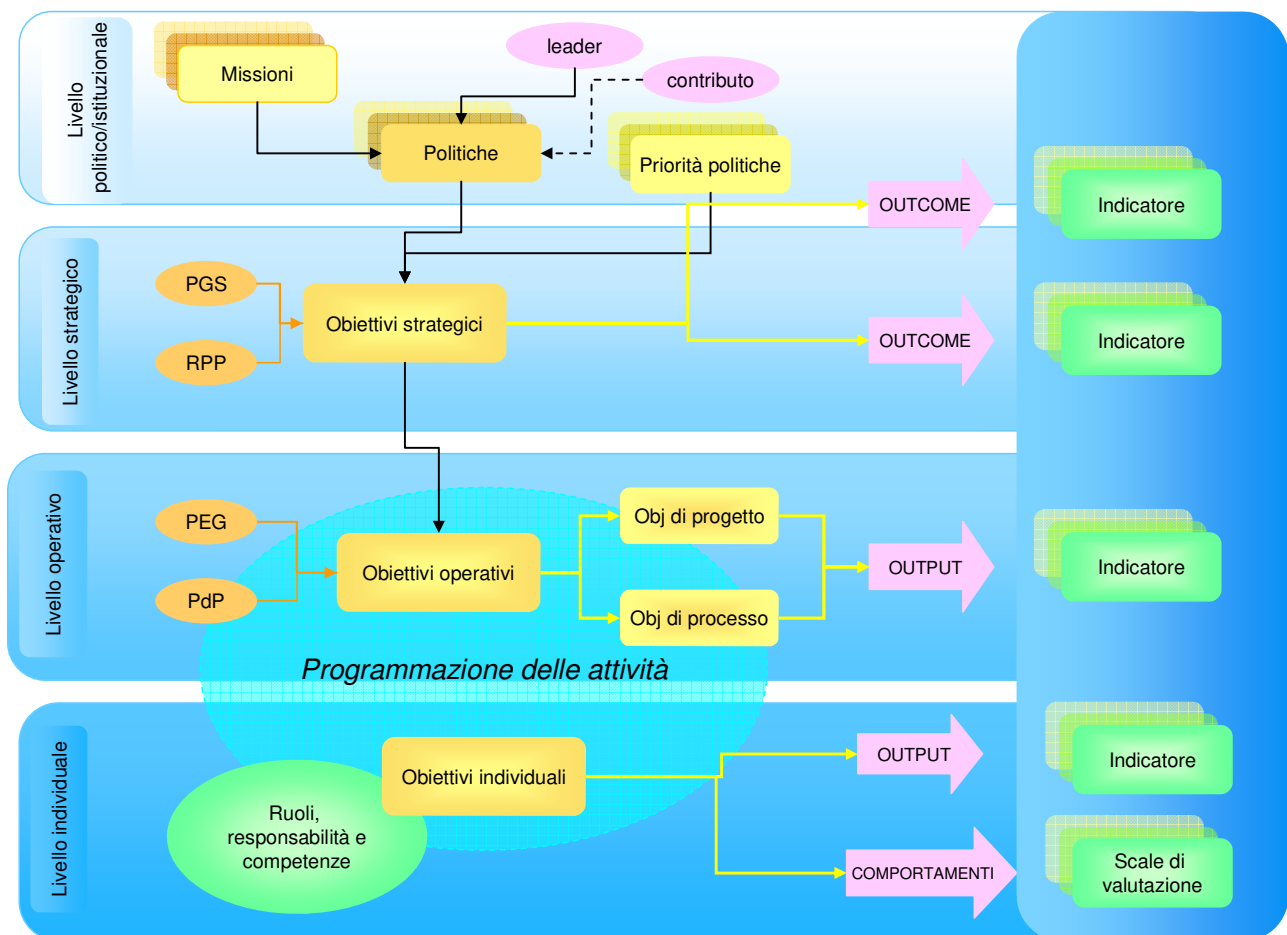 Livello
politico/istituzionale
Missioni
leader
contributo
Politiche
Priorità politiche
OUTCOME
Indicatore
Livello strategico
PGS
RPP
Obiettivi strategici
OUTCOME
Indicatore
Livello operativo
PEG
PdP
Obiettivi operativi
Obj di progetto
Obj di processo
OUTPUT
Indicatore
Programmazione delle attività
Livello individuale
Obiettivi individuali
Ruoli,
responsabilità e
competenze
OUTPUT
Indicatore
COMPORTAMENTI
Scale di
valutazione